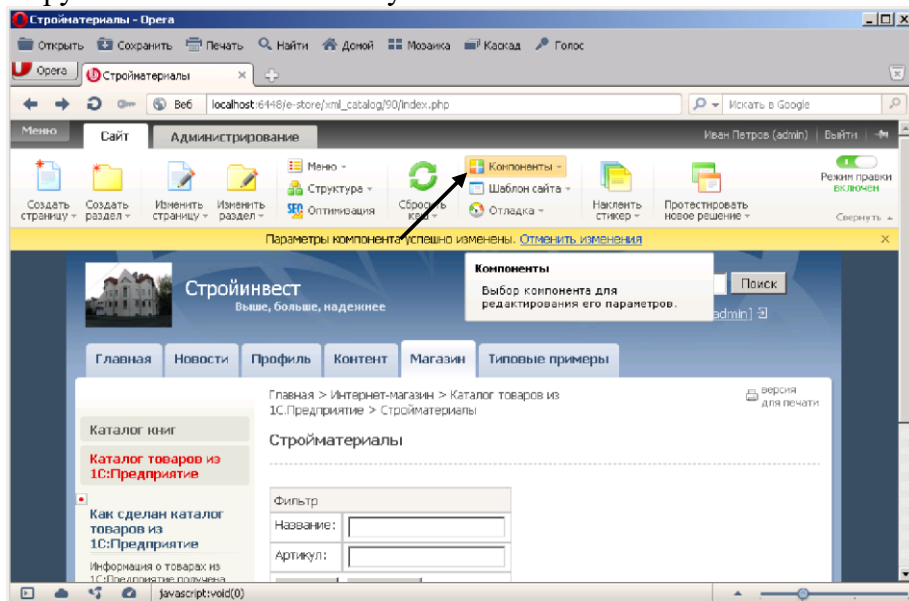 Стройматериалы - Opera
Открыть Сохранить Печать Найти Домой Мозаика Каскад Голос
Opera Стройматериалы
Веб localhost:6448/e-store/xml_catalog/90/index.php Искать в Google
Меню Сайт Администрирование Иван Петров (admin) Выйти
Создать страницу
Создать раздел
Изменить страницу
Изменить раздел
Меню
Структура
Оптимизация
Сбросить кеш
Компоненты
Шаблон сайта
Отладка
Наклеить стикер
Протестировать новое решение
Режим правки
включен
Свернуть
Параметры компонента успешно изменены. Отменить изменения
Компоненты
Выбор компонента для
редактирования его параметров.
Стройинвест
Выше, больше, надежнее
Поиск
admin]
Главная Новости Профиль Контент Магазин Типовые примеры
Главная > Интернет-магазин > Каталог товаров из
1С.Предприятие > Стройматериалы
версия
для печати
Каталог книг
Каталог товаров из
1С:Предприятие
Как сделан каталог
товаров из
1С:Предприятие
Информация о товарах из
1С:Предприятие получена
Стройматериалы
Фильтр
Название:
Артикул:
javascript:void(0)